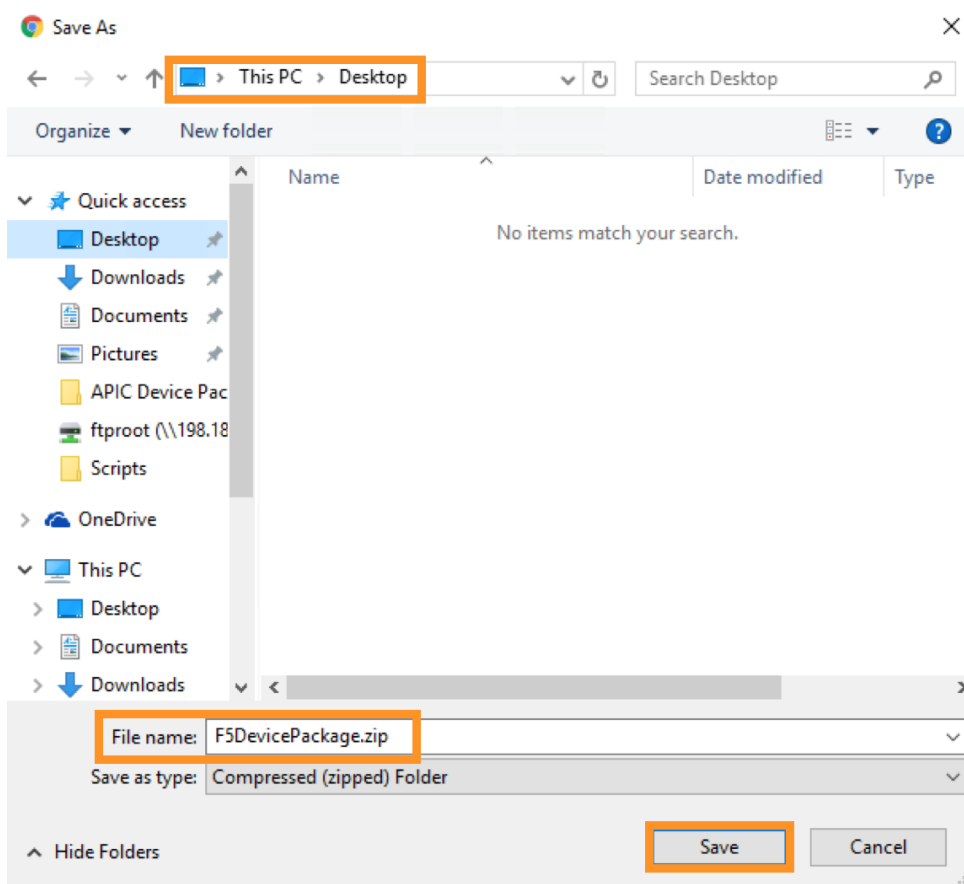 Save As
This PC > Desktop
Search Desktop
Organize
New folder
?
Name
Date modified
Type
Quick access
No items match your search.
Desktop
Downloads
Documents
Pictures
APIC Device Pac
ftproot (\\198.18
Scripts
OneDrive
This PC
Desktop
Documents
Downloads
File name: F5DevicePackage.zip
Save as type: Compressed (zipped) Folder
Hide Folders
Save
Cancel